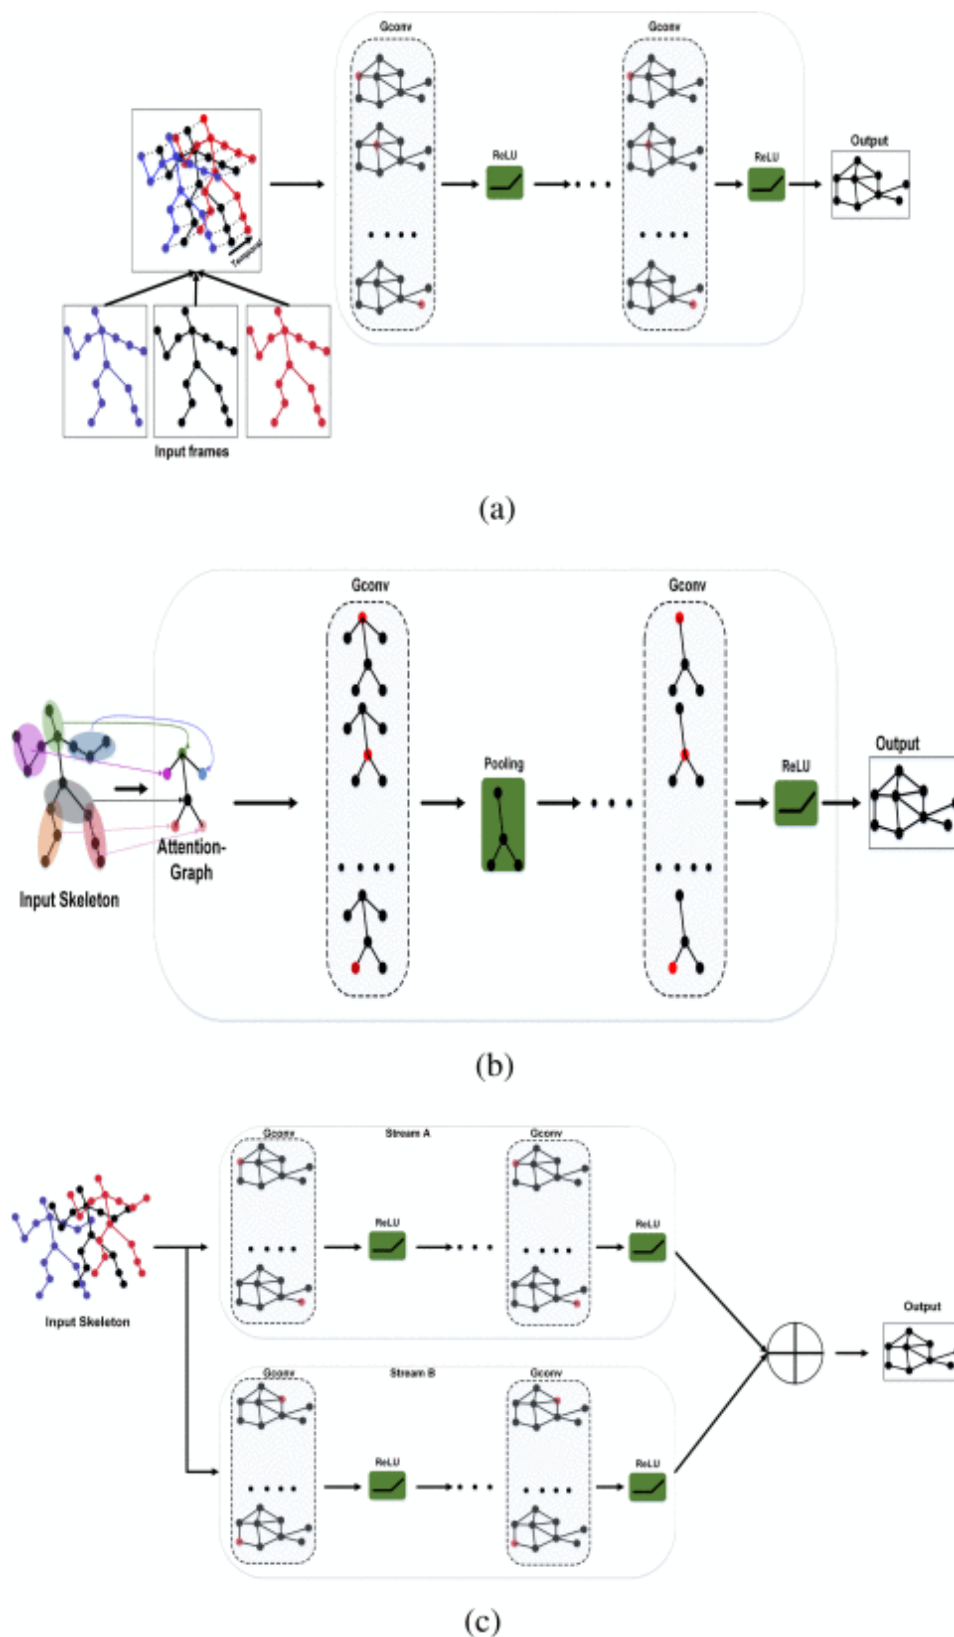 Gconv
Gconv
ReLU
ReLU
Output
Temporal
Input frames
(a)
Gconv
Gconv
Pooling
ReLU
Output
Attention-
Graph
Input Skeleton
(b)
Gconv
Stream A
Gconv
ReLU
ReLU
Input Skeleton
Output
Gconv
Stream B
Gconv
ReLU
ReLU
(c)